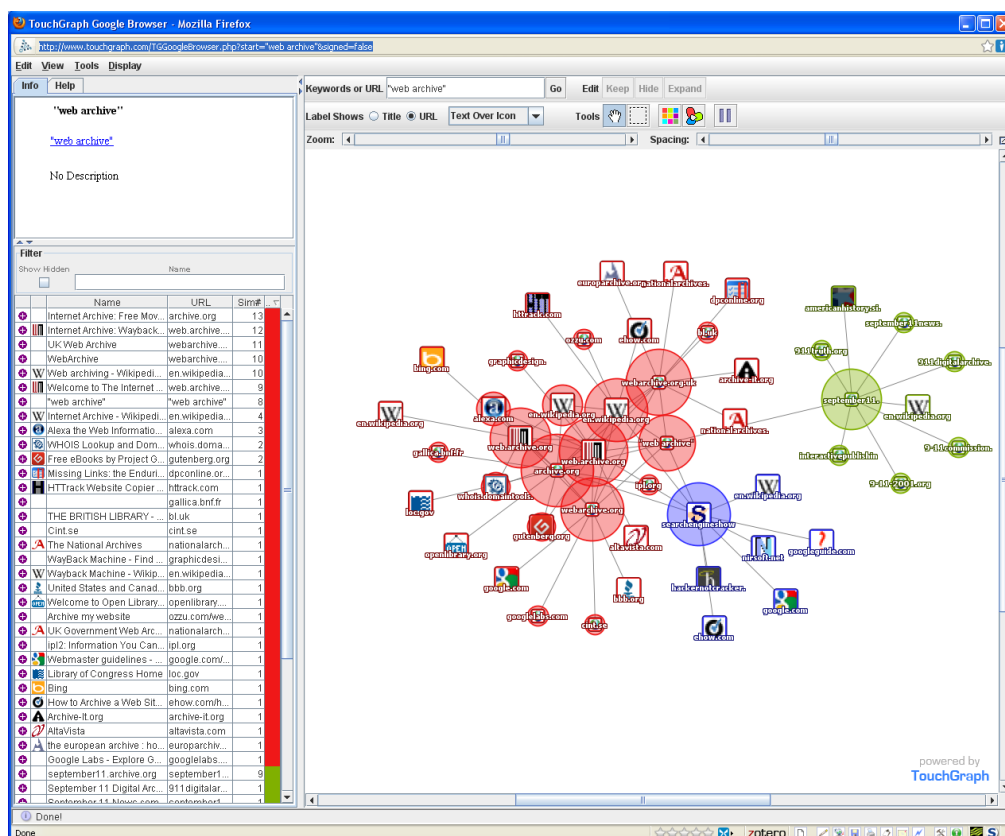 TouchGraph Google Browser - Mozilla Firefox
http://www.touchgraph.com/TGGoogleBrowser.php?start="web archive"&signed=false
Edit View Tools Display
Info Help
"web archive"
"web archive"
No Description
Keywords or URL "web archive" Go Edit Keep Hide Expand
Label Shows Title URL Text Over Icon Tools
Zoom: Spacing:
Filter
Show Hidden Name
Name URL Sim# ..
Internet Archive: Free Mov... archive.org 13
Internet Archive: Wayback... web.archive... 12
UK Web Archive webarchive.... 11
WebArchive webarchive.... 10
Web archiving - Wikipedi... en.wikipedia... 10
Welcome to The Internet ... web.archive... 9
"web archive" "web archive" 8
Internet Archive - Wikipedi... en.wikipedia... 4
Alexa the Web Informatio... alexa.com 3
WHOIS Lookup and Dom... whois.doma... 2
Free eBooks by Project G... gutenberg.org 2
Missing Links: the Enduri... dpconline.or... 1
HTTrack Website Copier ... httrack.com 1
gallica.bnf.fr 1
THE BRITISH LIBRARY - ... bl.uk 1
Cint.se cint.se 1
The National Archives nationalarch... 1
WayBack Machine - Find ... graphicdesi... 1
Wayback Machine - Wikip... en.wikipedia... 1
United States and Canad... bbb.org 1
Welcome to Open Library... openlibrary.... 1
Archive my website ozzu.com/we... 1
UK Government Web Arc... nationalarch... 1
ipl2: Information You Can... ipl.org 1
Webmaster guidelines - ... google.com/... 1
Library of Congress Home loc.gov 1
Bing bing.com 1
How to Archive a Web Sit... ehow.com/h... 1
Archive-It.org archive-it.org 1
AltaVista altavista.com 1
the european archive : ho... europarchiv... 1
Google Labs - Explore G... googlelabs.... 1
september11.archive.org september1... 9
September 11 Digital Arc... 911digitalar... 1
September 11 News.com september1... 1
europarchive.org
nationalarchives.
dpconline.org
httrack.com
ozzu.com
ehow.com
bl.uk
americanhistory.si.
september11news.
911truth.org
911digitalarchive.
bing.com
graphicdesign.
webarchive.org.uk
archive-it.org
september11.
en.wikipedia.org
en.wikipedia.org
alexa.com
en.wikipedia.org
en.wikipedia.org
nationalarchives.
gallica.bnf.fr
web.archive.org
web.archive.org
"web archive"
interactivepublishin
9-11-commission.
archive.org
9-11-2001.org
loc.gov
whois.domaintools.
webarchive.org
ipl.org
en.wikipedia.org
searchengineshow
openlibrary.org
gutenberg.org
altavista.com
nirsoft.net
googleguide.com
google.com
bbb.org
hackernotcracker.
google.com
googlelabs.com
cint.se
ehow.com
powered by
TouchGraph
Done!
Done zotero